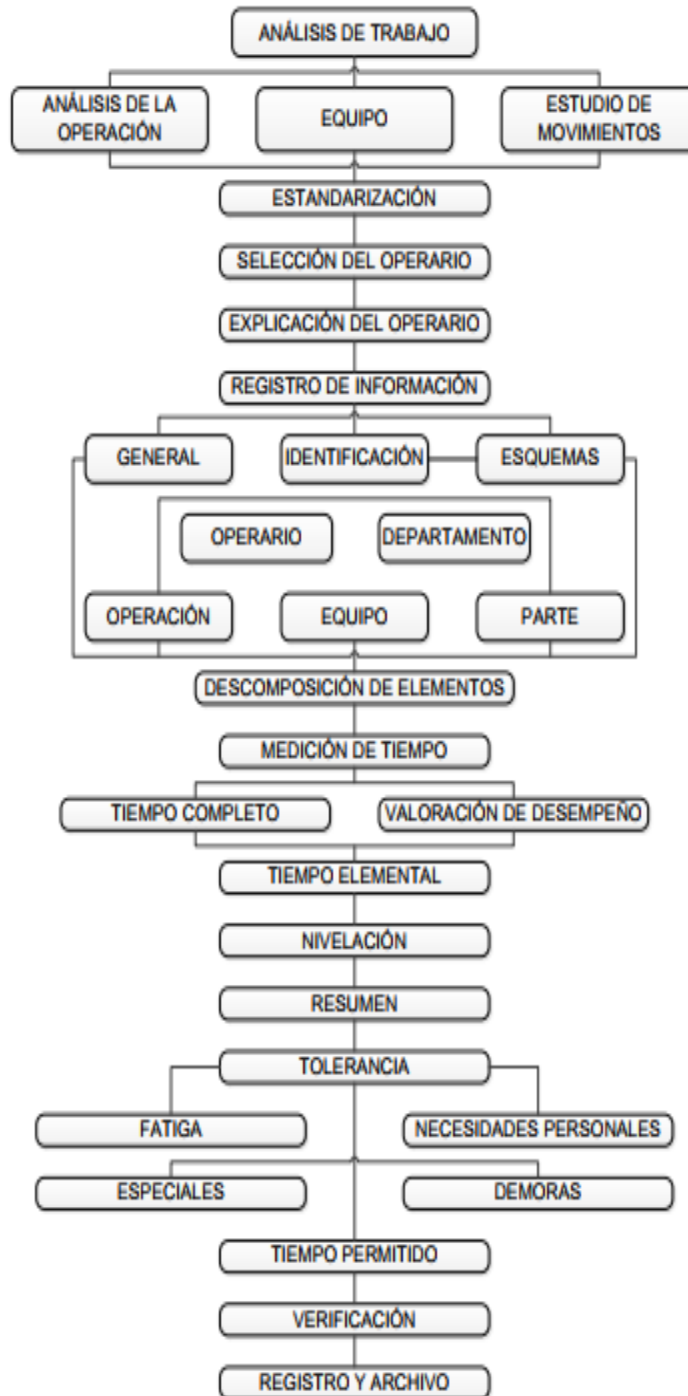 ANÁLISIS DE TRABAJO
ANÁLISIS DE LA
OPERACIÓN
EQUIPO
ESTUDIO DE
MOVIMIENTOS
ESTANDARIZACIÓN
SELECCIÓN DEL OPERARIO
EXPLICACIÓN DEL OPERARIO
REGISTRO DE INFORMACIÓN
GENERAL
IDENTIFICACIÓN
ESQUEMAS
OPERARIO
DEPARTAMENTO
OPERACIÓN
EQUIPO
PARTE
DESCOMPOSICIÓN DE ELEMENTOS
MEDICIÓN DE TIEMPO
TIEMPO COMPLETO
VALORACIÓN DE DESEMPEÑO
TIEMPO ELEMENTAL
NIVELACIÓN
RESUMEN
TOLERANCIA
FATIGA
NECESIDADES PERSONALES
ESPECIALES
DEMORAS
TIEMPO PERMITIDO
VERIFICACIÓN
REGISTRO Y ARCHIVO